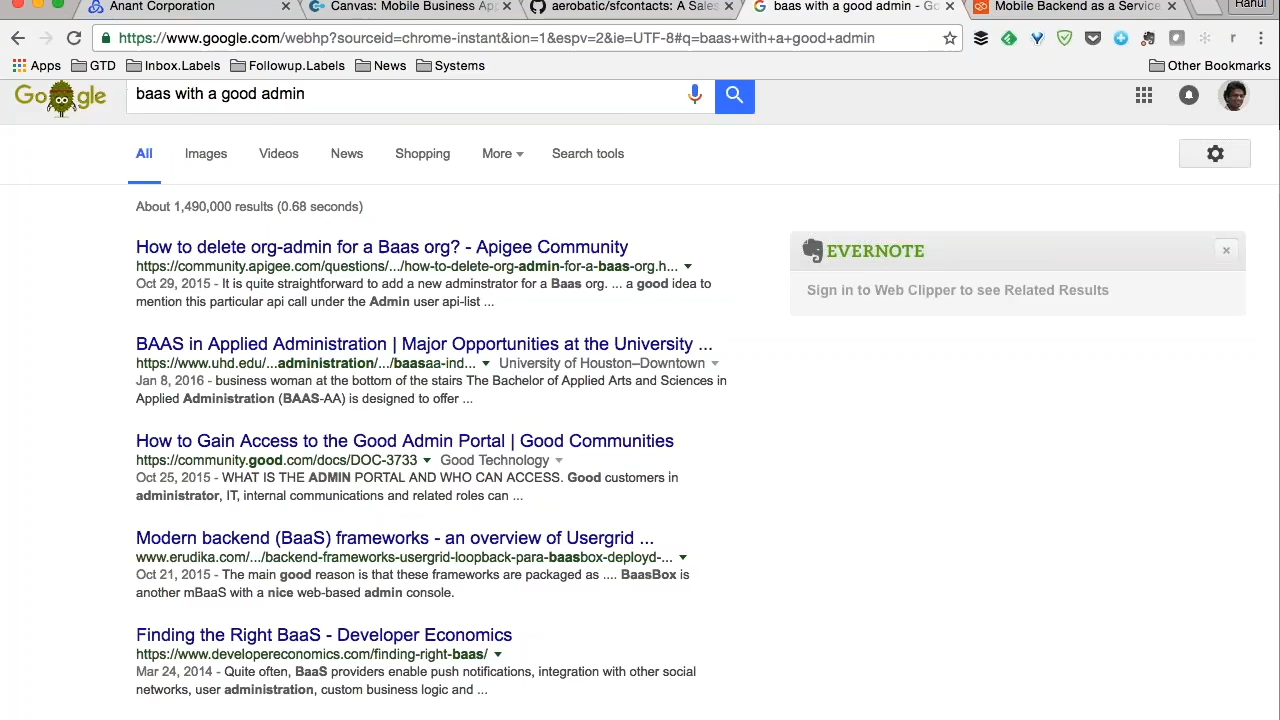 Anant Corporation
Canvas: Mobile Business Ap
aerobatic/sfcontacts: A Sales
baas with a good admin - Go
Mobile Backend as a Service
Rahul
https://www.google.com/webhp?sourceid=chrome-instant&ion=1&espv=2&ie=UTF-8#q=baas+with+a+good+admin
Apps GTD Inbox.Labels Followup.Labels News Systems Other Bookmarks
Google
baas with a good admin
All Images Videos News Shopping More Search tools
About 1,490,000 results (0.68 seconds)
How to delete org-admin for a Baas org? - Apigee Community
https://community.apigee.com/questions/.../how-to-delete-org-admin-for-a-baas-org.h...
Oct 29, 2015 - It is quite straightforward to add a new adminstrator for a Baas org. ... a good idea to
mention this particular api call under the Admin user api-list ...
EVERNOTE
Sign in to Web Clipper to see Related Results
BAAS in Applied Administration | Major Opportunities at the University ...
https://www.uhd.edu/...administration/.../baasaa-ind... University of Houston–Downtown
Jan 8, 2016 - business woman at the bottom of the stairs The Bachelor of Applied Arts and Sciences in
Applied Administration (BAAS-AA) is designed to offer ...
How to Gain Access to the Good Admin Portal | Good Communities
https://community.good.com/docs/DOC-3733 Good Technology
Oct 25, 2015 - WHAT IS THE ADMIN PORTAL AND WHO CAN ACCESS. Good customers in
administrator, IT, internal communications and related roles can ...
Modern backend (BaaS) frameworks - an overview of Usergrid ...
www.erudika.com/.../backend-frameworks-usergrid-loopback-para-baasbox-deployd-...
Oct 21, 2015 - The main good reason is that these frameworks are packaged as .... BaasBox is
another mBaaS with a nice web-based admin console.
Finding the Right BaaS - Developer Economics
https://www.developereconomics.com/finding-right-baas/
Mar 24, 2014 - Quite often, BaaS providers enable push notifications, integration with other social
networks, user administration, custom business logic and ...